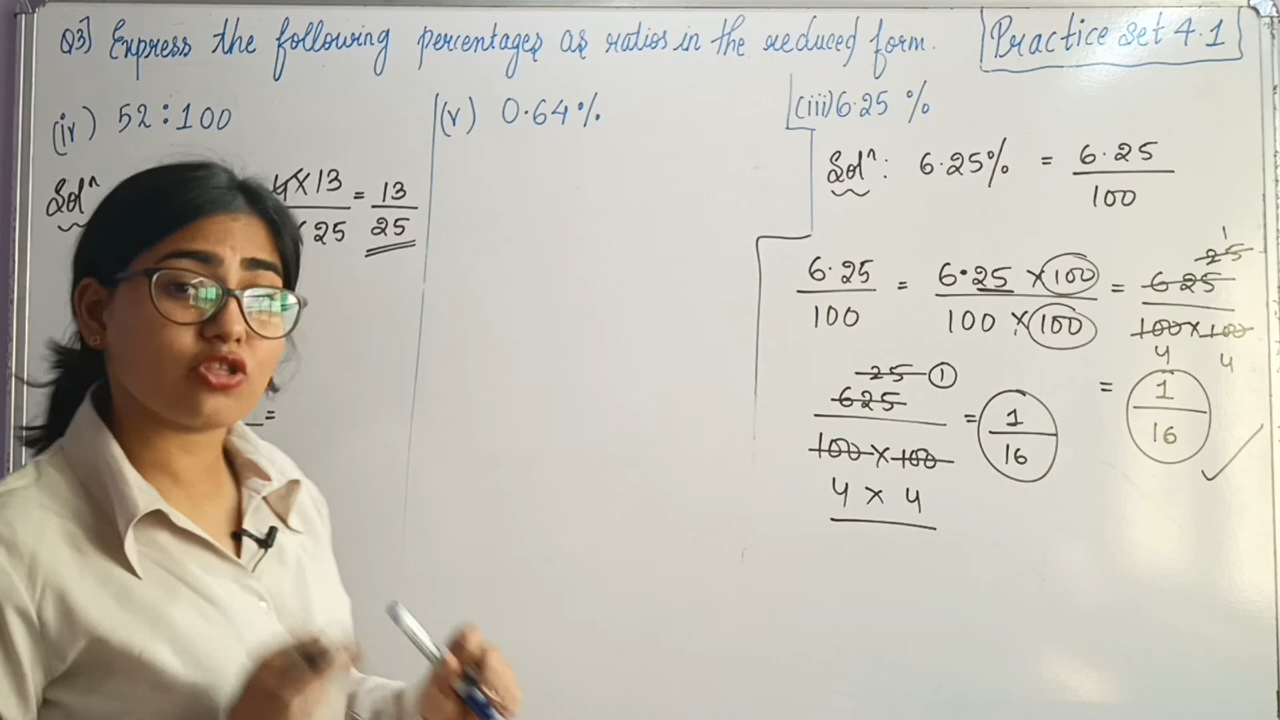 Q3] Express the following percentages as ratios in the reduced form.
Practice set 4.1
(iv) 52:100
Solⁿ
4×13 = 13
× 25 25
=
(v) 0.64%
(iii) 6.25 %
Solⁿ: 6.25% = 6.25
100
6.25 = 6.25 ×100 = 625 25 1
100 100 ×100 100×100
4 4
= 1
16
25 1
625 = 1
100×100 16
4 × 4